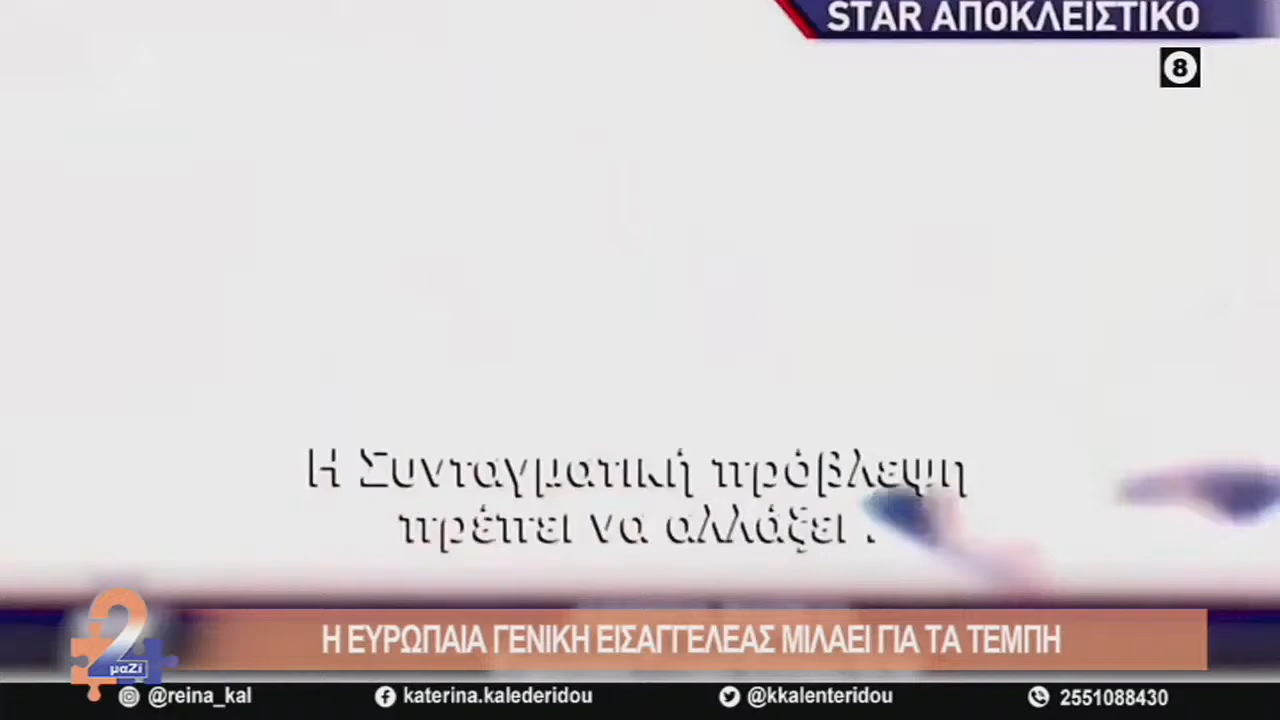 STAR ΑΠΟΚΛΕΙΣΤΙΚΟ
8
Η Συνταγματική πρόβλεψη
πρέπει να αλλάξει .
2
μαΖί
Η ΕΥΡΩΠΑΙΑ ΓΕΝΙΚΗ ΕΙΣΑΓΓΕΛΕΑΣ ΜΙΛΑΕΙ ΓΙΑ ΤΑ ΤΕΜΠΗ
@reina_kal katerina.kalederidou @kkalenteridou 2551088430